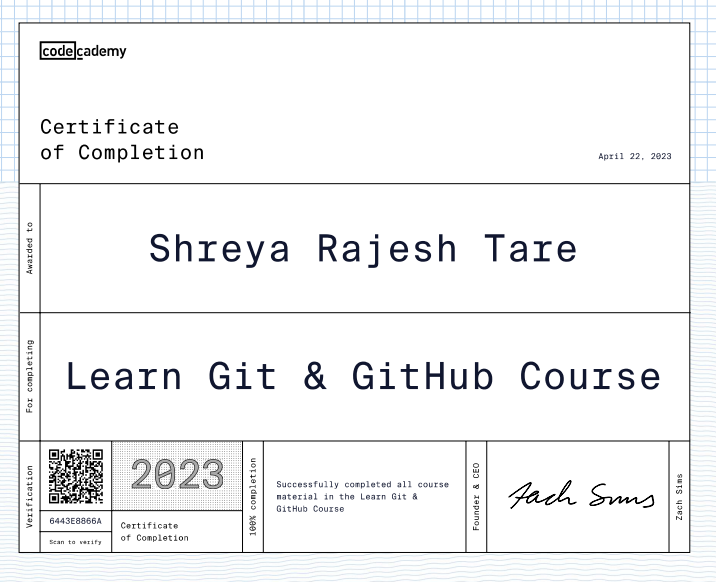 codecademy
Certificate
of Completion
April 22, 2023
Awarded to
Shreya Rajesh Tare
For completing
Learn Git & GitHub Course
Verification
6443E8866A
Scan to verify
2023
Certificate
of Completion
100% completion
Successfully completed all course
material in the Learn Git &
GitHub Course
Founder & CEO
Zach Sims
Zach Sims